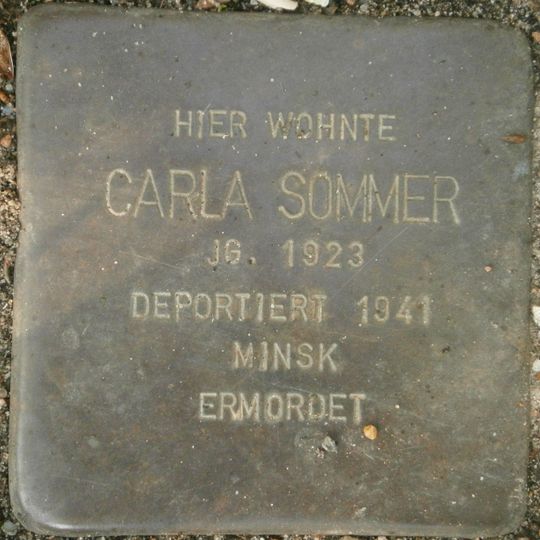 HIER WOHNTE
CARLA SOMMER
JG. 1923
DEPORTIERT 1941
MINSK
ERMORDET